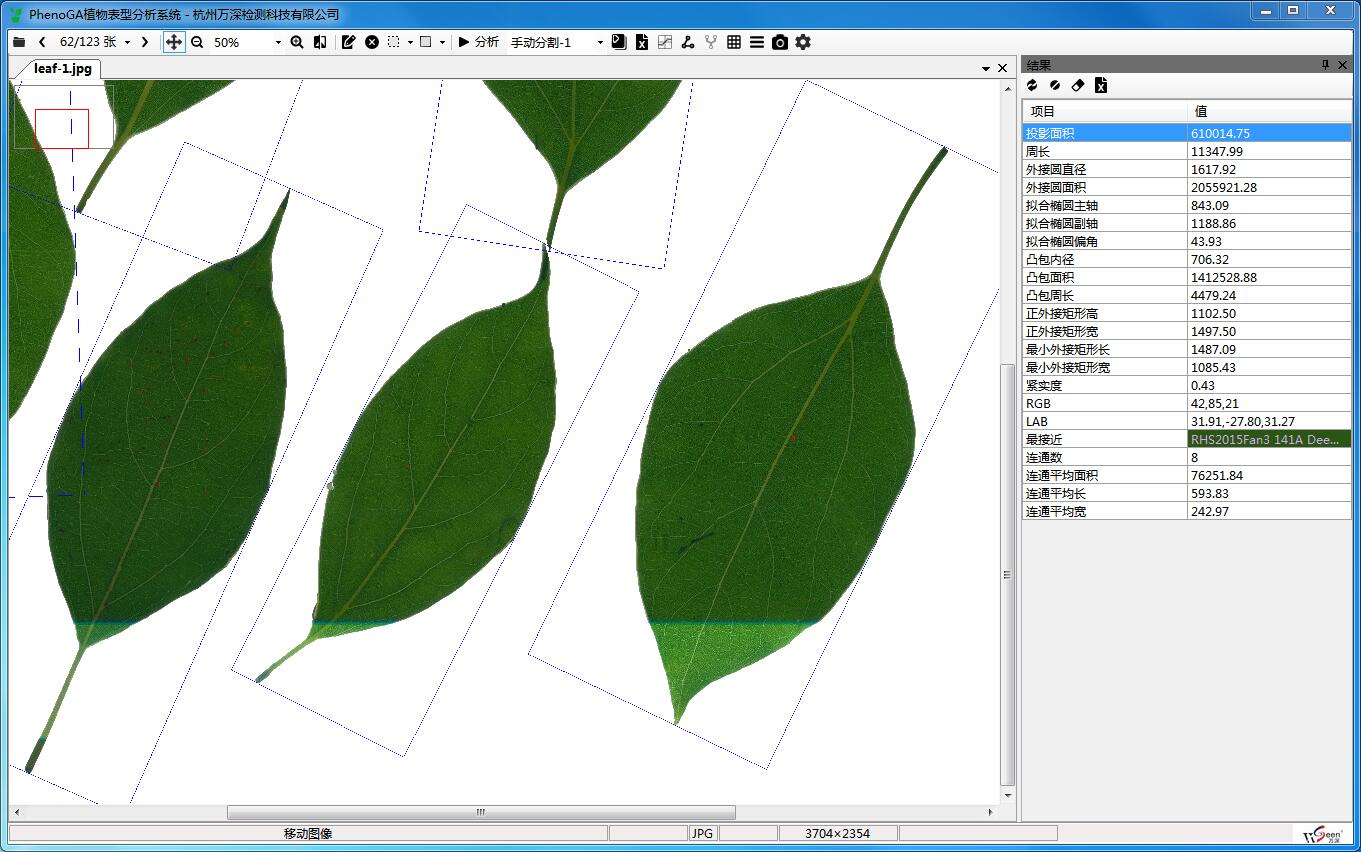 PhenoGA植物表型分析系统 - 杭州万深检测科技有限公司
62/123 张 50% 分析 手动分割-1
leaf-1.jpg
结果
项目 值
投影面积 610014.75
周长 11347.99
外接圆直径 1617.92
外接圆面积 2055921.28
拟合椭圆主轴 843.09
拟合椭圆副轴 1188.86
拟合椭圆偏角 43.93
凸包内径 706.32
凸包面积 1412528.88
凸包周长 4479.24
正外接矩形高 1102.50
正外接矩形宽 1497.50
最小外接矩形长 1487.09
最小外接矩形宽 1085.43
紧实度 0.43
RGB 42,85,21
LAB 31.91,-27.80,31.27
最接近 RHS2015Fan3 141A Dee...
连通数 8
连通平均面积 76251.84
连通平均长 593.83
连通平均宽 242.97
移动图像 JPG 3704×2354
WSeen
万深